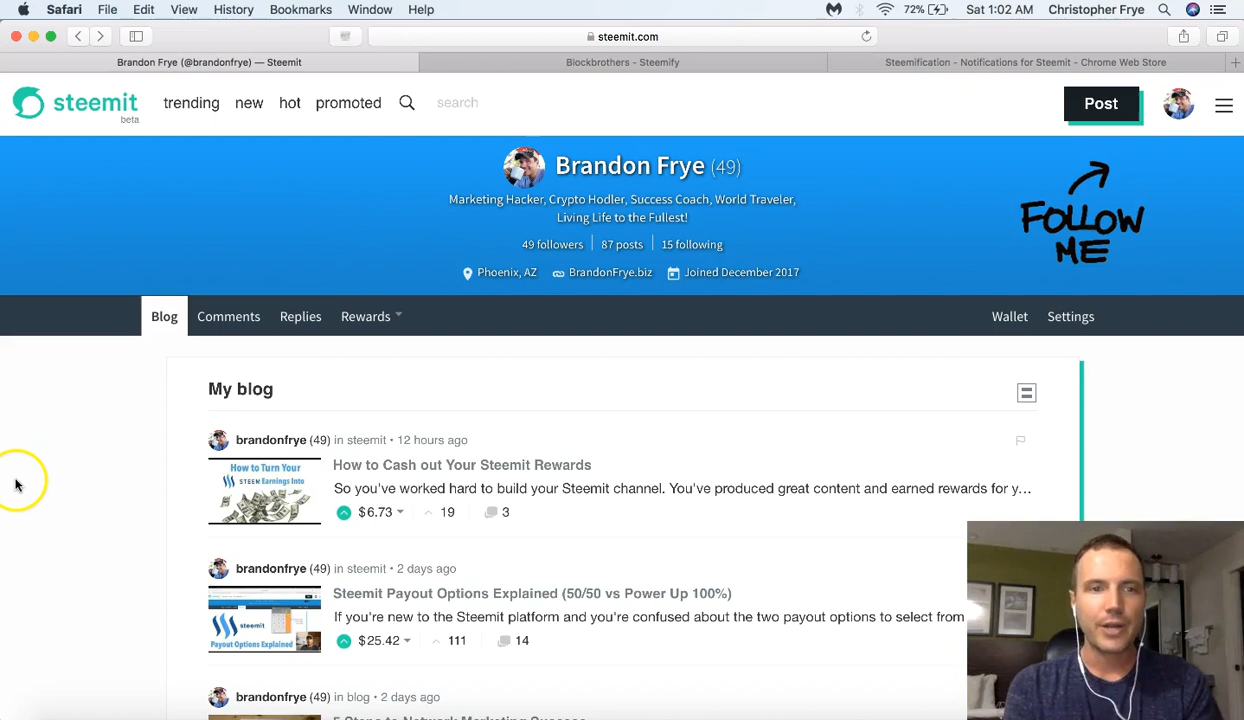 Safari File Edit View History Bookmarks Window Help 72% Sat 1:02 AM Christopher Frye
steemit.com
Brandon Frye (@brandonfrye) — Steemit Blockbrothers - Steemify Steemification - Notifications for Steemit - Chrome Web Store
steemit beta trending new hot promoted search Post
Brandon Frye (49)
Marketing Hacker, Crypto Hodler, Success Coach, World Traveler,
Living Life to the Fullest!
49 followers 87 posts 15 following
Phoenix, AZ BrandonFrye.biz Joined December 2017
FOLLOW
ME
Blog Comments Replies Rewards Wallet Settings
My blog
brandonfrye (49) in steemit • 12 hours ago
How to Turn Your
STEEM Earnings Into
How to Cash out Your Steemit Rewards
So you've worked hard to build your Steemit channel. You've produced great content and earned rewards for y…
$6.73 19 3
brandonfrye (49) in steemit • 2 days ago
steemit
Payout Options Explained
Steemit Payout Options Explained (50/50 vs Power Up 100%)
If you're new to the Steemit platform and you're confused about the two payout options to select from
$25.42 111 14
brandonfrye (49) in blog • 2 days ago
5 Steps to Network Marketing Success